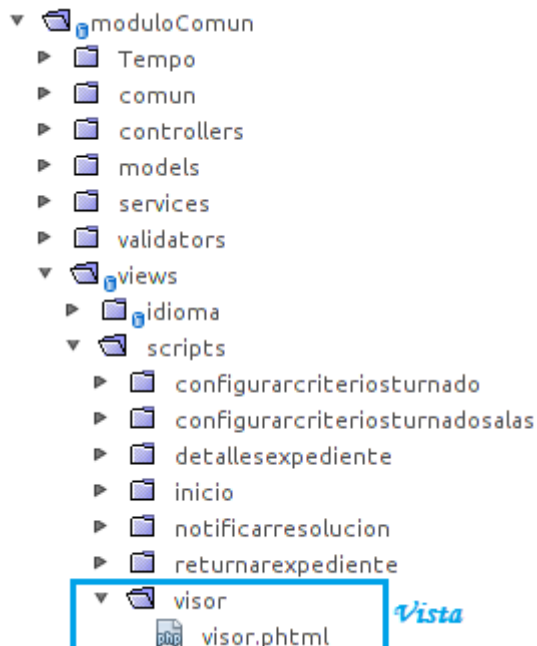 moduloComun
Tempo
comun
controllers
models
services
validators
views
idioma
scripts
configurarcriteriosturnado
configurarcriteriosturnadosalas
detallesexpediente
inicio
notificarresolucion
returnarexpediente
visor
Vista
visor.phtml